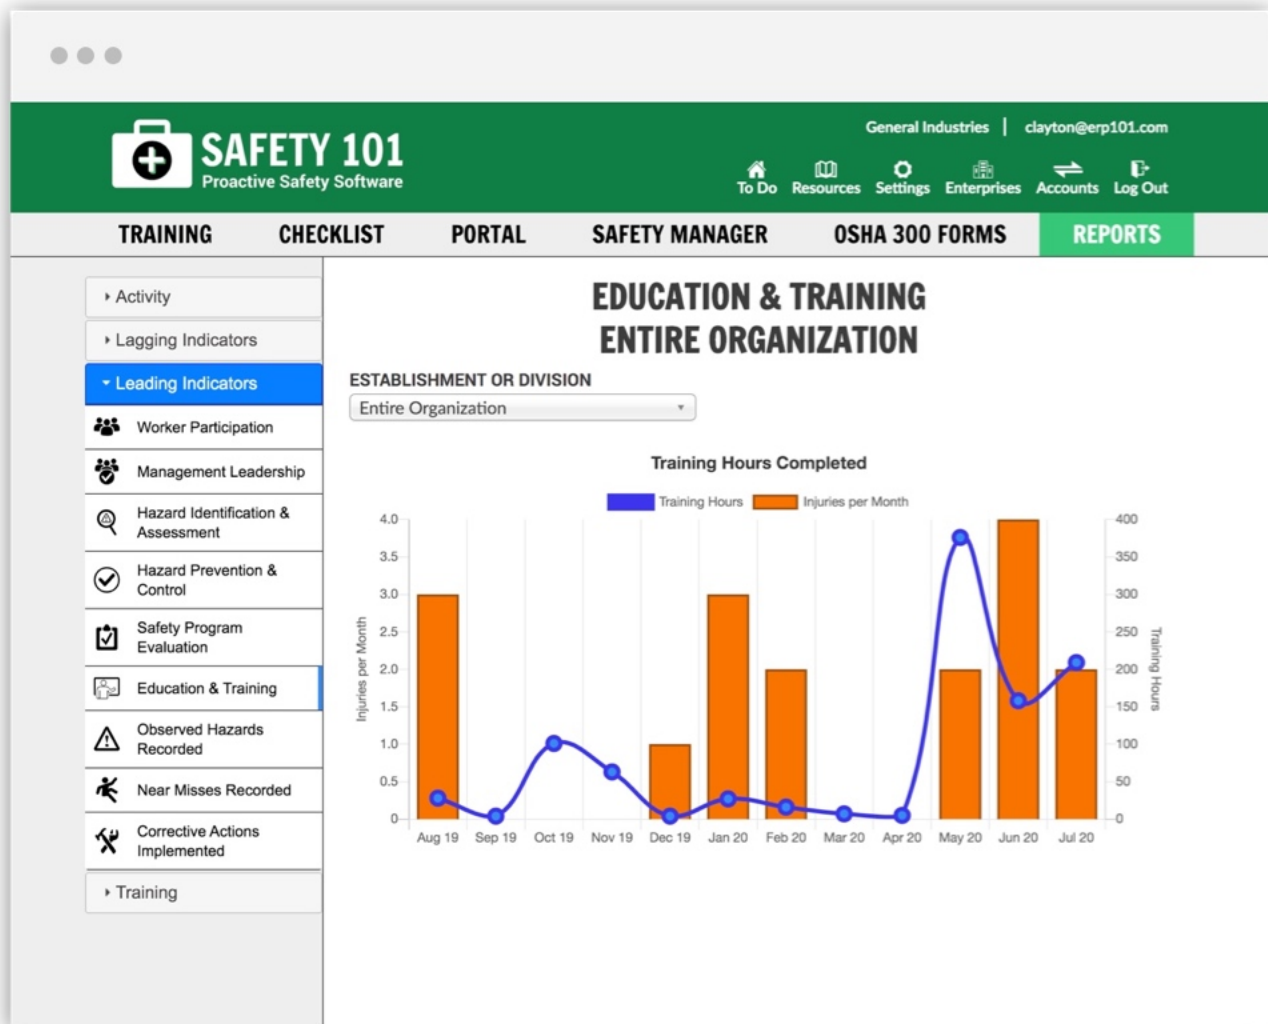 General Industries | clayton@erp101.com
SAFETY 101
Proactive Safety Software
To Do Resources Settings Enterprises Accounts Log Out
TRAINING CHECKLIST PORTAL SAFETY MANAGER OSHA 300 FORMS REPORTS
Activity
Lagging Indicators
Leading Indicators
Worker Participation
Management Leadership
Hazard Identification &
Assessment
Hazard Prevention &
Control
Safety Program
Evaluation
Education & Training
Observed Hazards
Recorded
Near Misses Recorded
Corrective Actions
Implemented
Training
EDUCATION & TRAINING
ENTIRE ORGANIZATION
ESTABLISHMENT OR DIVISION
Entire Organization
Training Hours Completed
Training Hours Injuries per Month
Injuries per Month
4.0
3.5
3.0
2.5
2.0
1.5
1.0
0.5
0
400
350
300
250
200
150
100
50
0
Training Hours
Aug 19 Sep 19 Oct 19 Nov 19 Dec 19 Jan 20 Feb 20 Mar 20 Apr 20 May 20 Jun 20 Jul 20